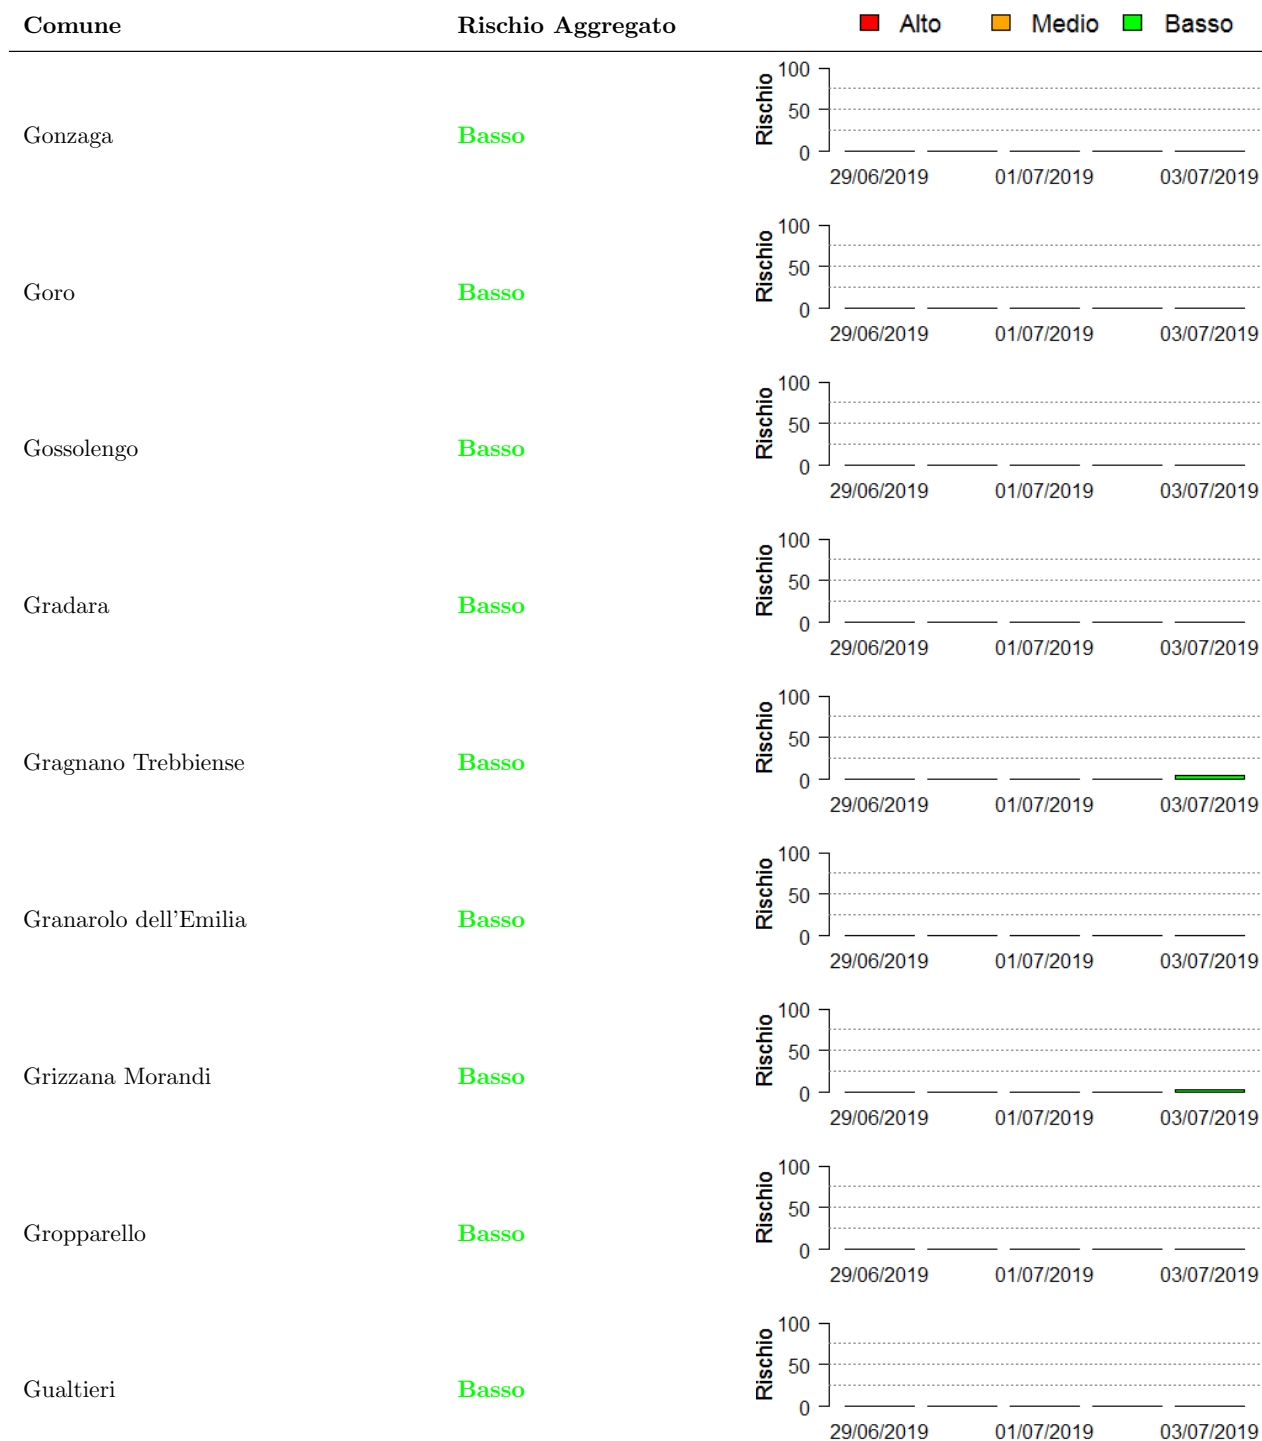 Comune Rischio Aggregato Alto Medio Basso
100
Rischio
50
Gonzaga Basso
0
29/06/2019 01/07/2019 03/07/2019
100
Rischio
50
Goro Basso
0
29/06/2019 01/07/2019 03/07/2019
100
Rischio
50
Gossolengo Basso
0
29/06/2019 01/07/2019 03/07/2019
100
Rischio
50
Gradara Basso
0
29/06/2019 01/07/2019 03/07/2019
100
Rischio
50
Gragnano Trebbiense Basso
0
29/06/2019 01/07/2019 03/07/2019
100
Rischio
50
Granarolo dell'Emilia Basso
0
29/06/2019 01/07/2019 03/07/2019
100
Rischio
50
Grizzana Morandi Basso
0
29/06/2019 01/07/2019 03/07/2019
100
Rischio
50
Gropparello Basso
0
29/06/2019 01/07/2019 03/07/2019
100
Rischio
50
Gualtieri Basso
0
29/06/2019 01/07/2019 03/07/2019